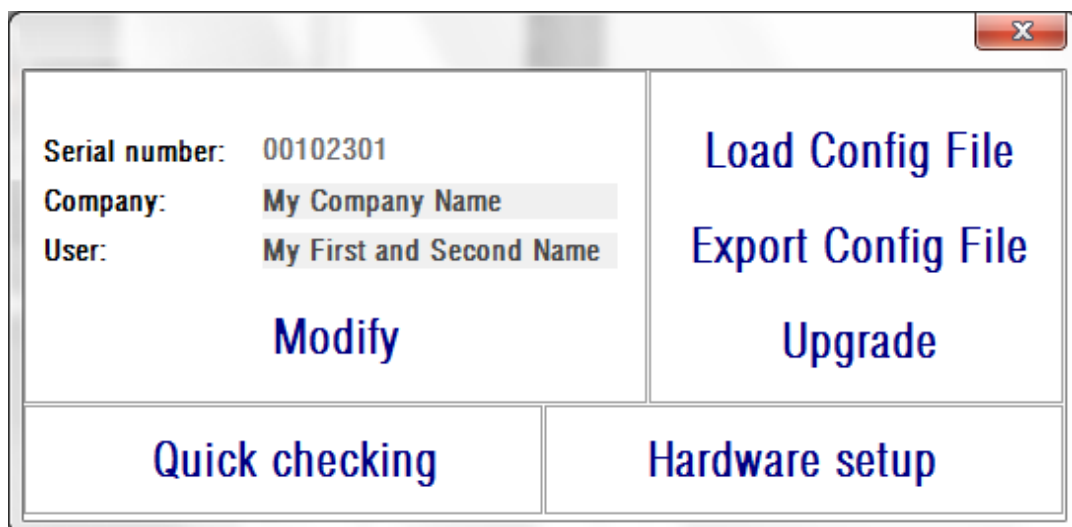 Serial number: 00102301
Company: My Company Name
User: My First and Second Name
Modify
Load Config File
Export Config File
Upgrade
Quick checking
Hardware setup